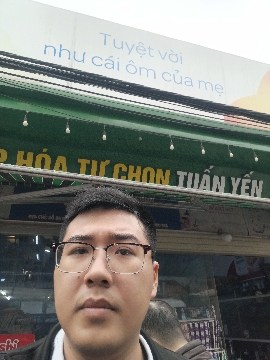 Tuyệt vời
như cái ôm của mẹ
P HÓA TỰ CHỌN TUẤN YẾN